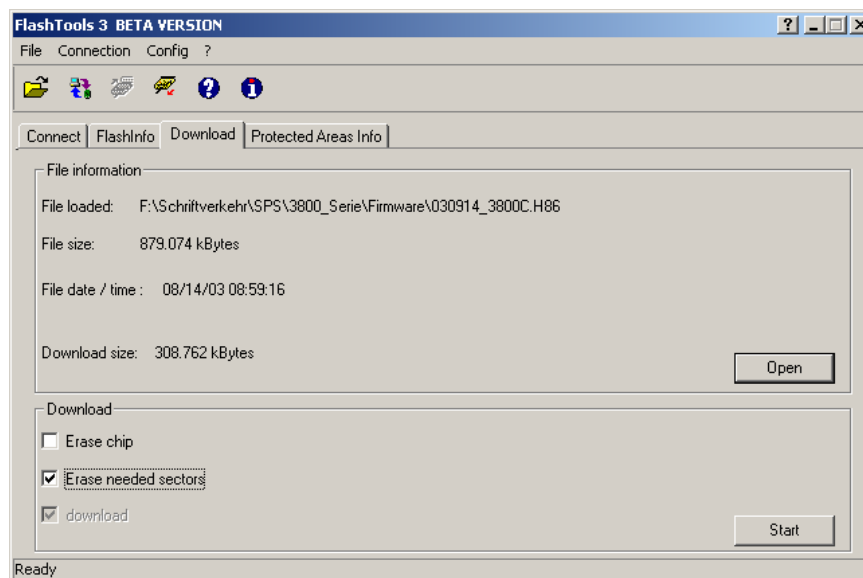 FlashTools 3 BETA VERSION
File Connection Config ?
Connect FlashInfo Download Protected Areas Info
File information
File loaded: F:\Schriftverkehr\SPS\3800_Serie\Firmware\030914_3800C.H86
File size: 879.074 kBytes
File date / time : 08/14/03 08:59:16
Download size: 308.762 kBytes
Open
Download
Erase chip
Erase needed sectors
download
Start
Ready